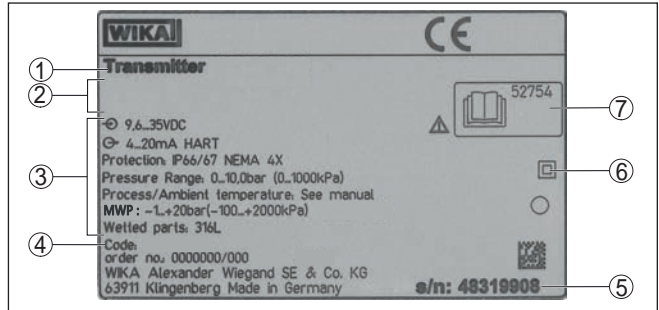 WIKA
CE
1
Transmitter
2
52754
7
9,6...35VDC
4...20mA HART
Protection: IP66/67 NEMA 4X
3
Pressure Range: 0...10,0bar (0...1000kPa)
6
Process/Ambient temperature: See manual
MWP : -1...+20bar(-100...+2000kPa)
Wetted parts: 316L
4
Code:
order no.: 0000000/000
WIKA Alexander Wiegand SE & Co. KG
63911 Klingenberg Made in Germany
s/n: 48319908
5